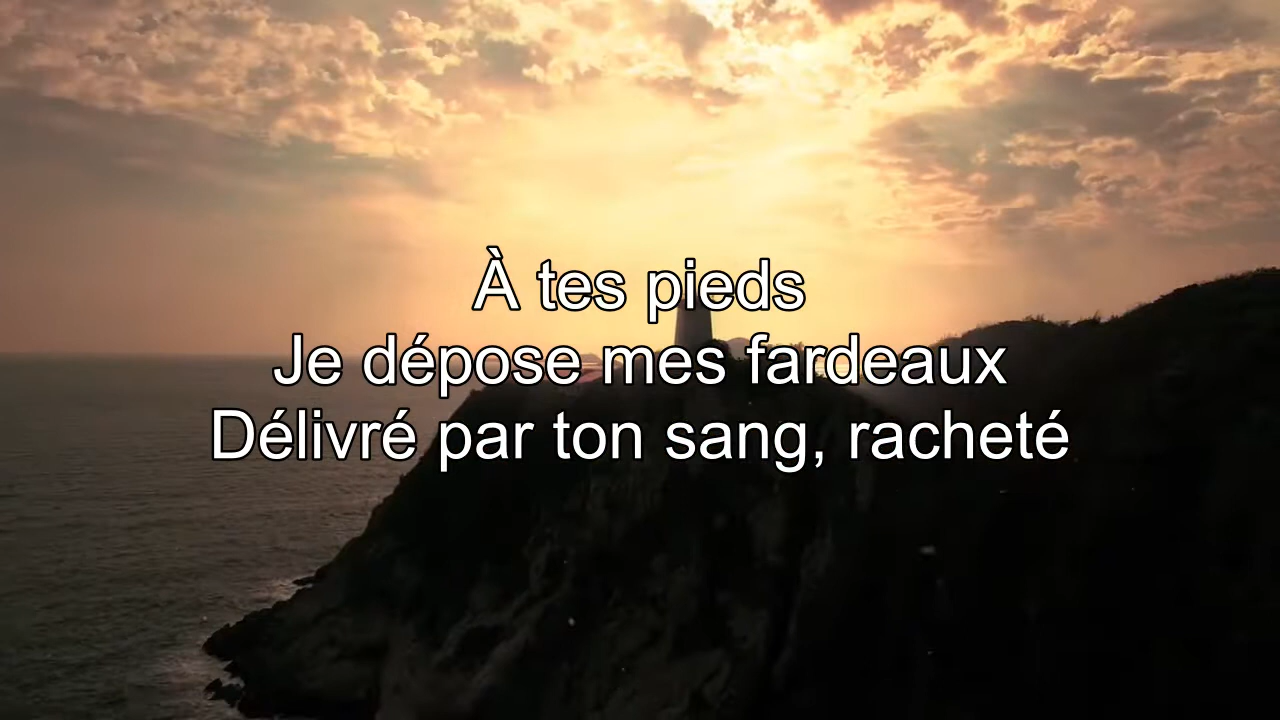 À tes pieds
Je dépose mes fardeaux
Délivré par ton sang, racheté